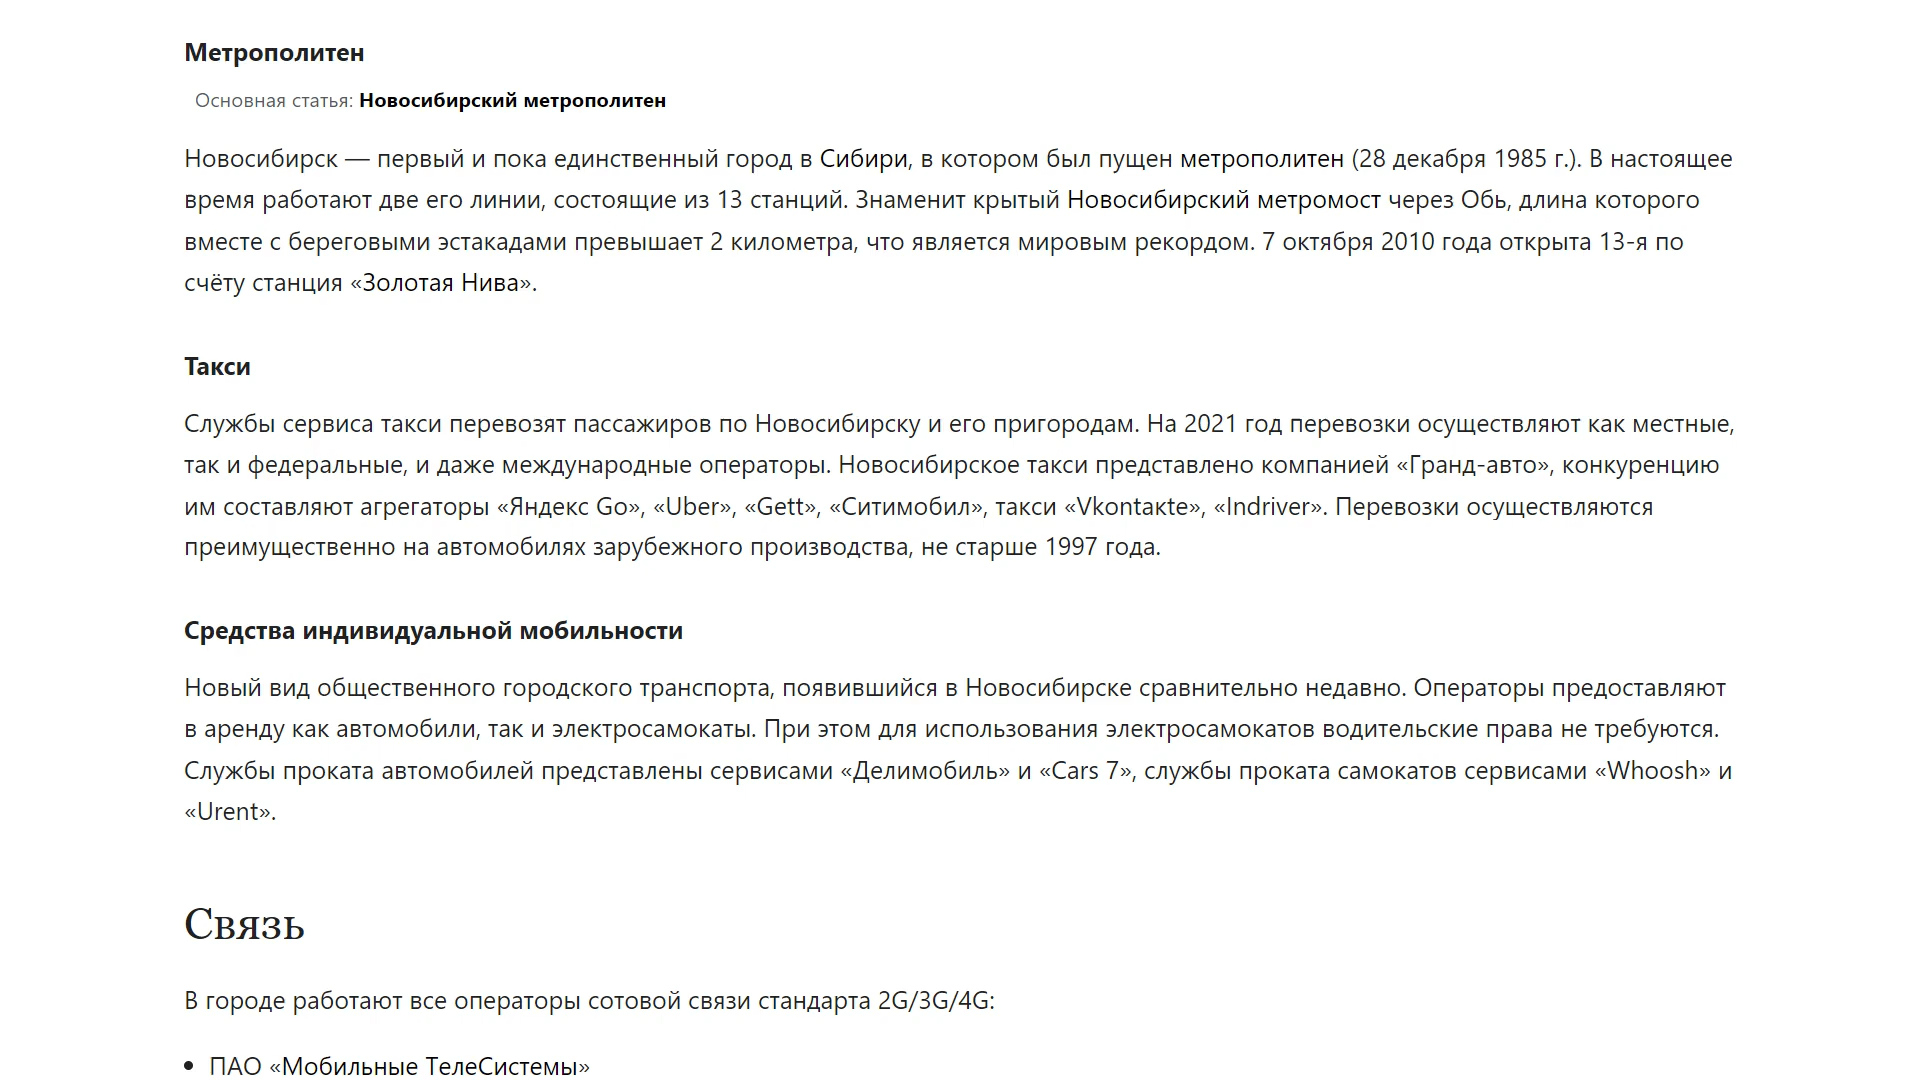 Метрополитен
Основная статья: Новосибирский метрополитен
Новосибирск — первый и пока единственный город в Сибири, в котором был пущен метрополитен (28 декабря 1985 г.). В настоящее
время работают две его линии, состоящие из 13 станций. Знаменит крытый Новосибирский метромост через Обь, длина которого
вместе с береговыми эстакадами превышает 2 километра, что является мировым рекордом. 7 октября 2010 года открыта 13-я по
счёту станция «Золотая Нива».
Такси
Службы сервиса такси перевозят пассажиров по Новосибирску и его пригородам. На 2021 год перевозки осуществляют как местные,
так и федеральные, и даже международные операторы. Новосибирское такси представлено компанией «Гранд-авто», конкуренцию
им составляют агрегаторы «Яндекс Go», «Uber», «Gett», «Ситимобил», такси «Vkontakte», «Indriver». Перевозки осуществляются
преимущественно на автомобилях зарубежного производства, не старше 1997 года.
Средства индивидуальной мобильности
Новый вид общественного городского транспорта, появившийся в Новосибирске сравнительно недавно. Операторы предоставляют
в аренду как автомобили, так и электросамокаты. При этом для использования электросамокатов водительские права не требуются.
Службы проката автомобилей представлены сервисами «Делимобиль» и «Cars 7», службы проката самокатов сервисами «Whoosh» и
«Urent».
Связь
В городе работают все операторы сотовой связи стандарта 2G/3G/4G:
• ПАО «Мобильные ТелеСистемы»